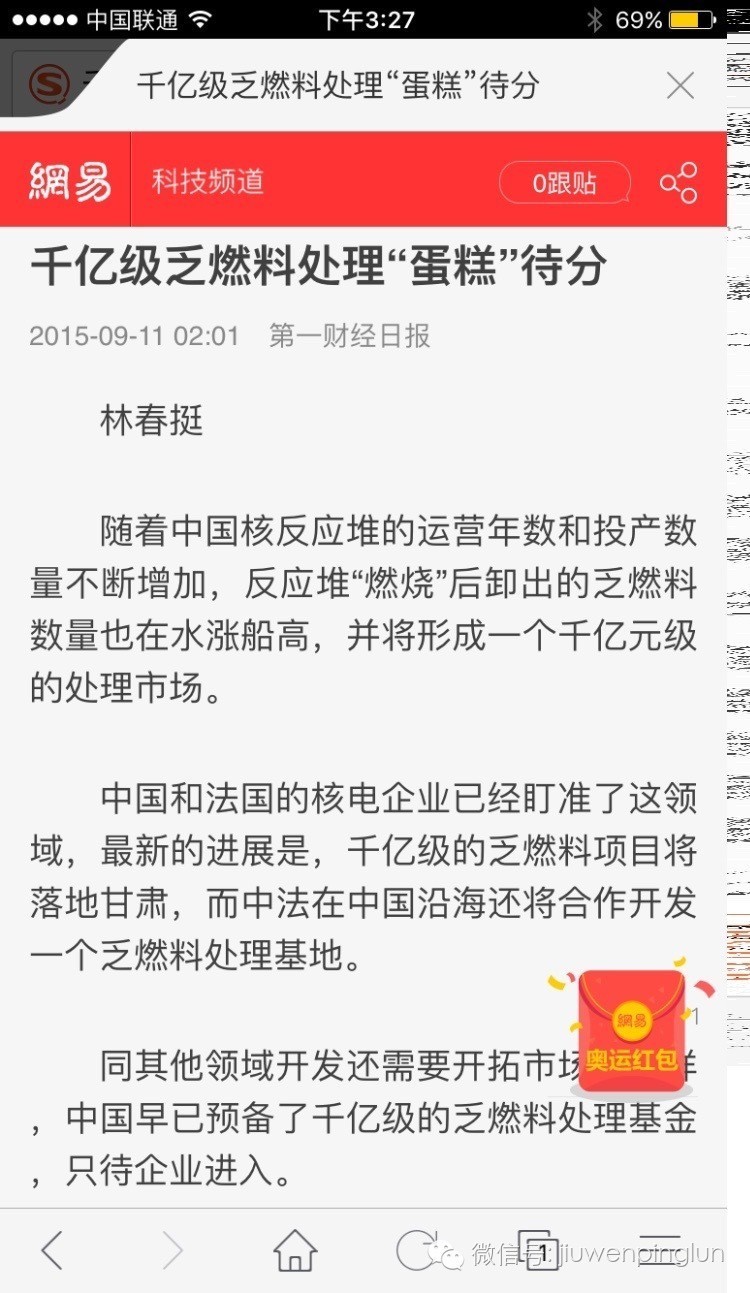 中国联通 下午3:27 69%
千亿级乏燃料处理“蛋糕”待分
網易 科技频道 0跟贴
千亿级乏燃料处理“蛋糕”待分
2015-09-11 02:01 第一财经日报
林春挺
随着中国核反应堆的运营年数和投产数
量不断增加，反应堆“燃烧”后卸出的乏燃料
数量也在水涨船高，并将形成一个千亿元级
的处理市场。
中国和法国的核电企业已经盯准了这领
域，最新的进展是，千亿级的乏燃料项目将
落地甘肃，而中法在中国沿海还将合作开发
一个乏燃料处理基地。
網易
奥运红包
同其他领域开发还需要开拓市场
，中国早已预备了千亿级的乏燃料处理基金
，只待企业进入。
1
微信号: jiuwenpinglun